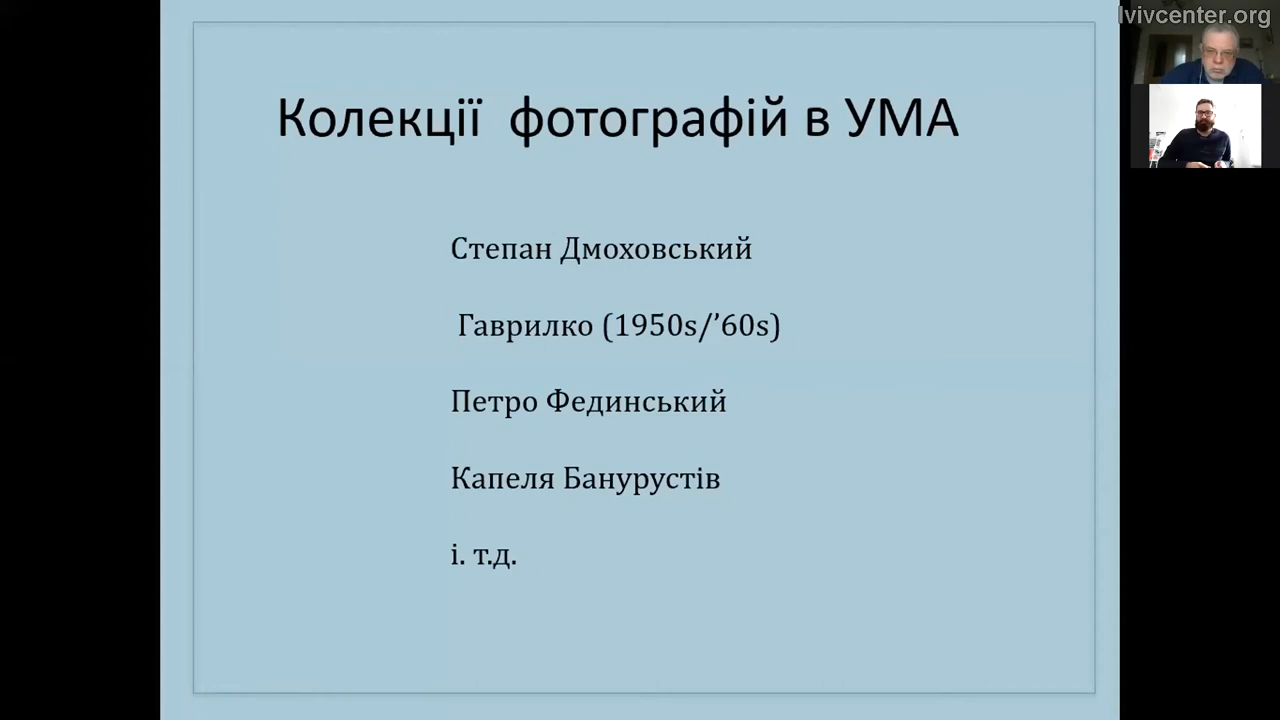 lvivcenter.org
Колекції фотографій в УМА
Степан Дмоховський
Гаврилко (1950s/’60s)
Петро Фединський
Капеля Банурустів
і. т.д.